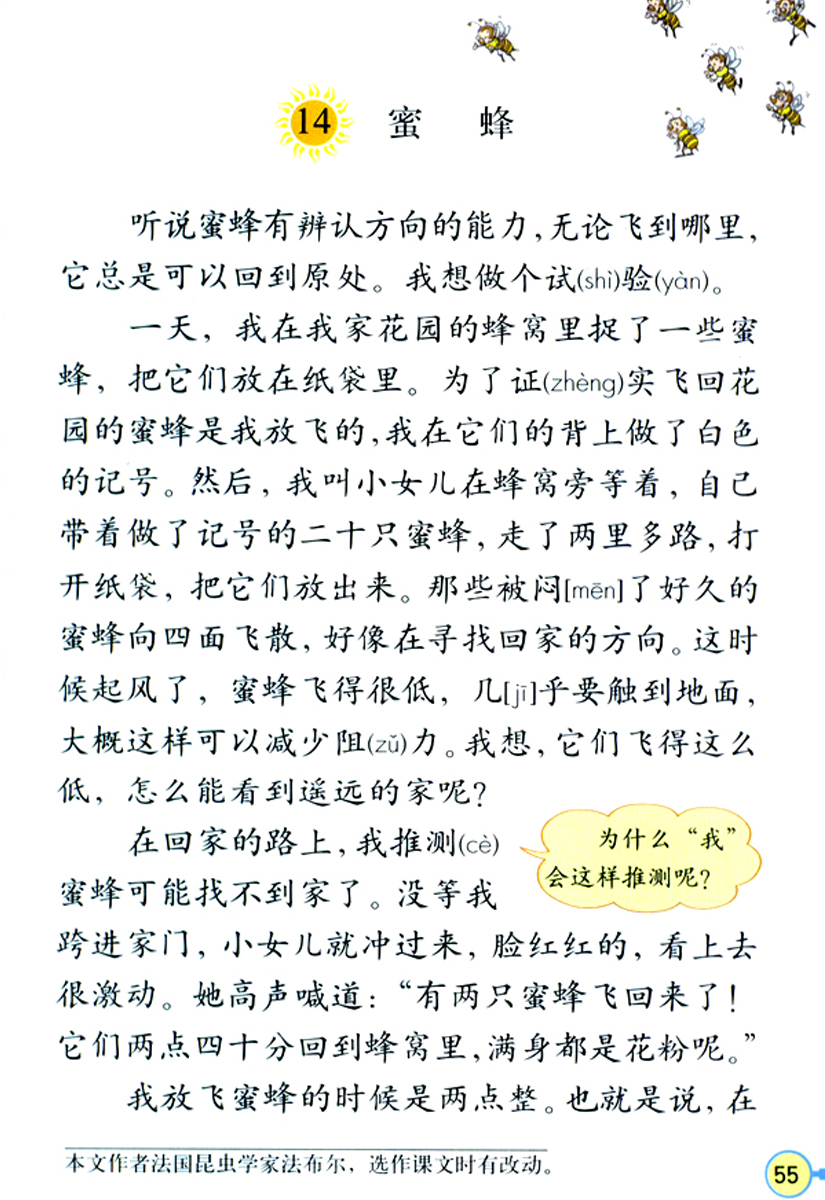 14 蜜 蜂
听说蜜蜂有辨认方向的能力，无论飞到哪里，
它总是可以回到原处。我想做个试(shì)验(yàn)。
一天，我在我家花园的蜂窝里捉了一些蜜
蜂，把它们放在纸袋里。为了证(zhèng)实飞回花
园的蜜蜂是我放飞的，我在它们的背上做了白色
的记号。然后，我叫小女儿在蜂窝旁等着，自己
带着做了记号的二十只蜜蜂，走了两里多路，打
开纸袋，把它们放出来。那些被闷[mēn]了好久的
蜜蜂向四面飞散，好像在寻找回家的方向。这时
候起风了，蜜蜂飞得很低，几[jī]乎要触到地面，
大概这样可以减少阻(zǔ)力。我想，它们飞得这么
低，怎么能看到遥远的家呢？
在回家的路上，我推测(cè)
蜜蜂可能找不到家了。没等我
为什么“我”
会这样推测呢？
跨进家门，小女儿就冲过来，脸红红的，看上去
很激动。她高声喊道：“有两只蜜蜂飞回来了！
它们两点四十分回到蜂窝里，满身都是花粉呢。”
我放飞蜜蜂的时候是两点整。也就是说，在
本文作者法国昆虫学家法布尔，选作课文时有改动。
55